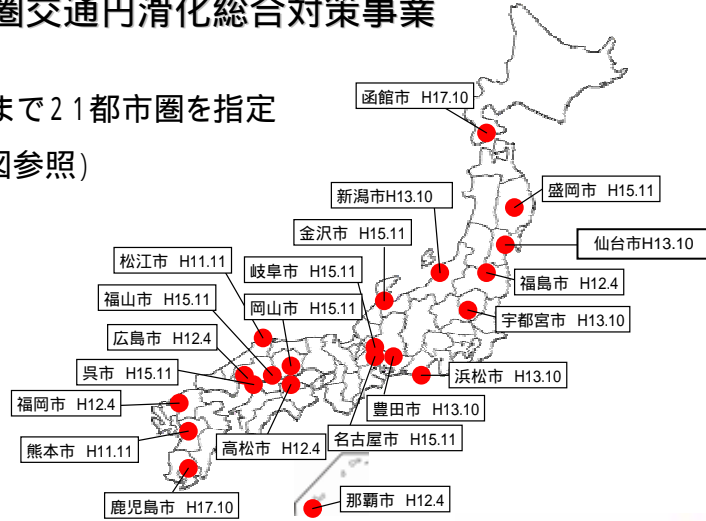 圏交通円滑化総合対策事業
まで21都市圏を指定
図参照)
函館市 H17.10
盛岡市 H15.11
新潟市H13.10
金沢市 H15.11
仙台市H13.10
松江市 H11.11
岐阜市 H15.11
福島市 H12.4
福山市 H15.11
岡山市 H15.11
宇都宮市 H13.10
広島市 H12.4
呉市 H15.11
浜松市 H13.10
福岡市 H12.4
豊田市 H13.10
熊本市 H11.11
高松市 H12.4
名古屋市 H15.11
鹿児島市 H17.10
那覇市 H12.4